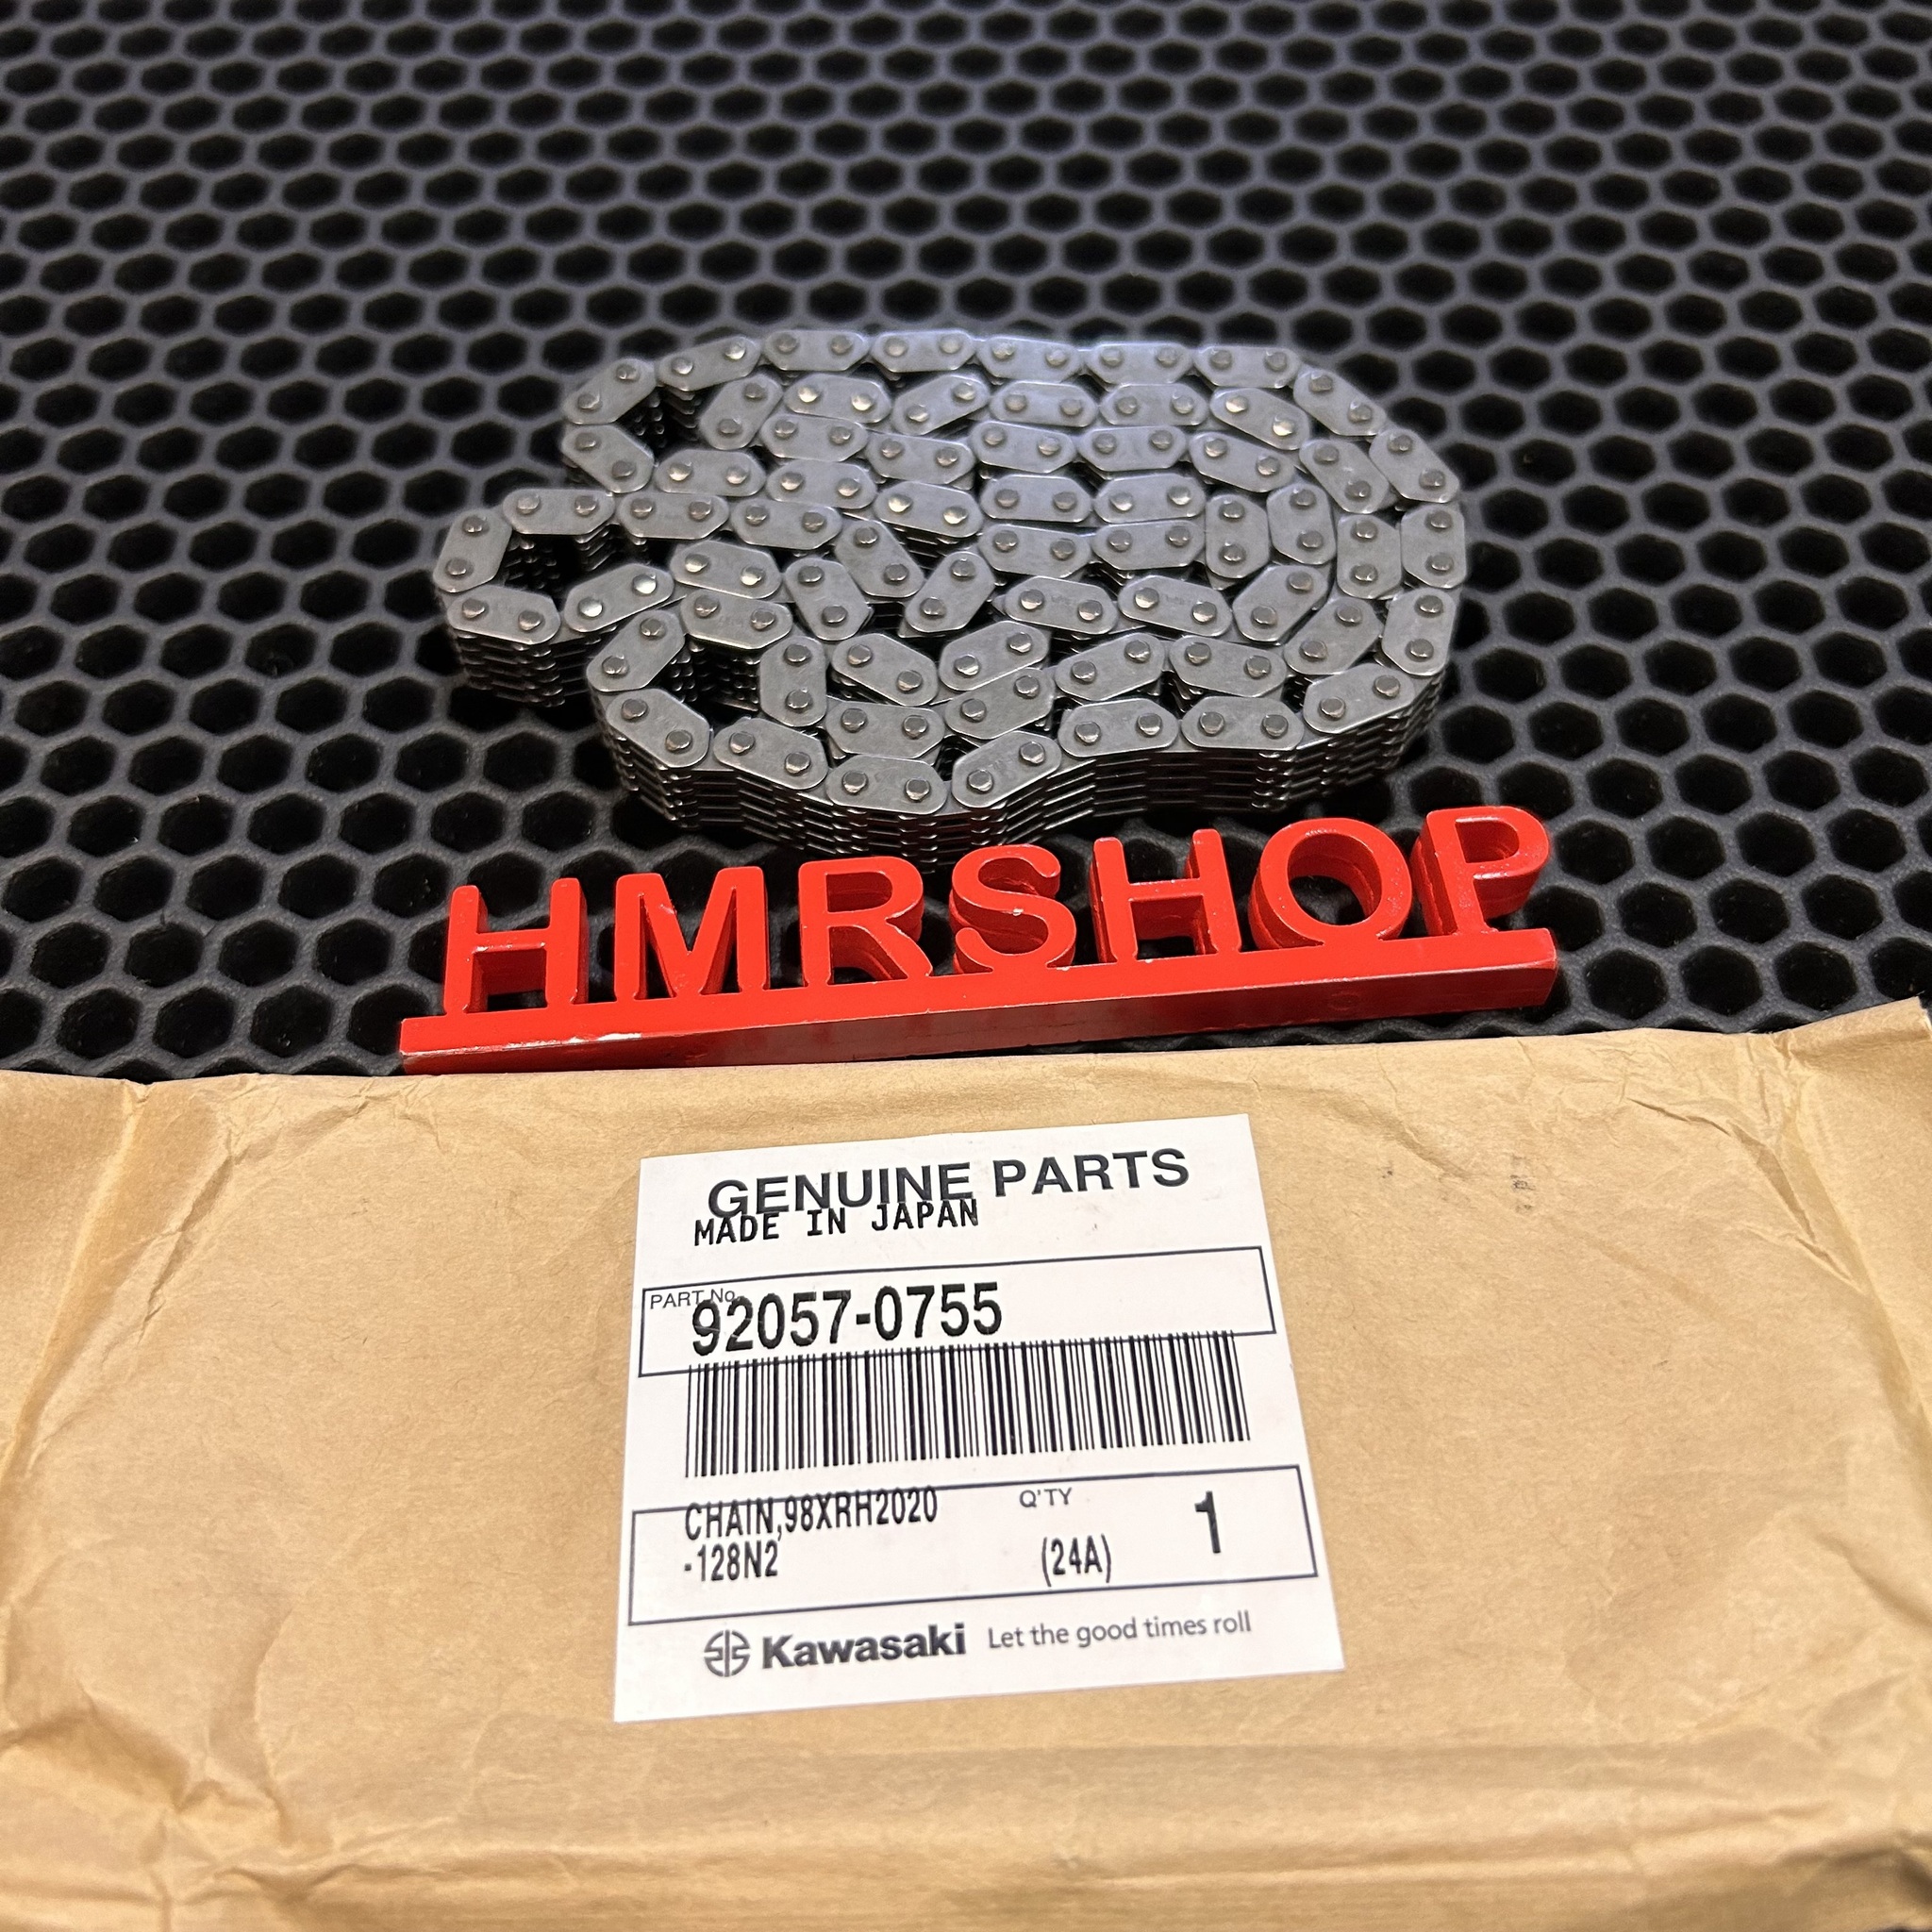 HMRSHOP
GENUINE PARTS
MADE IN JAPAN
PART No.
92057-0755
CHAIN,98XRH2020
-128N2
Q'TY
(24A)
1
Kawasaki
Let the good times roll